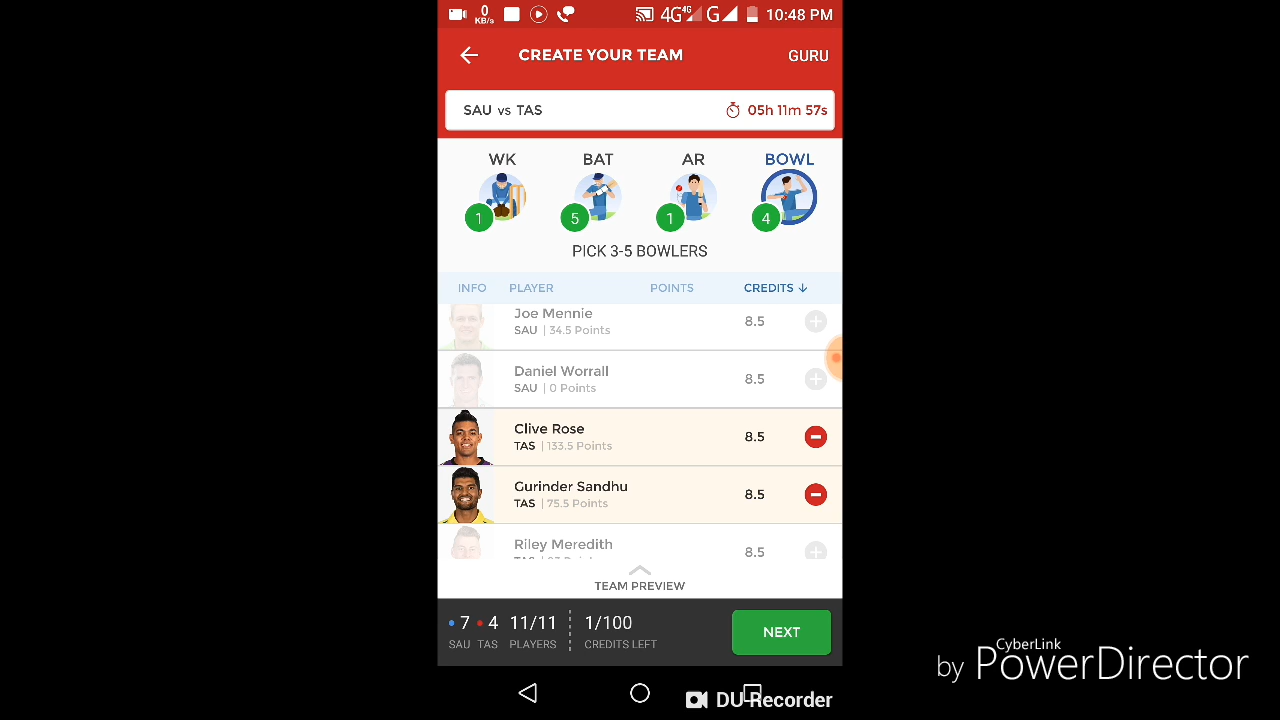 0 KB/s 4G 4G G 10:48 PM
CREATE YOUR TEAM GURU
SAU vs TAS 05h 11m 57s
WK BAT AR BOWL
1 5 1 4
PICK 3-5 BOWLERS
INFO PLAYER POINTS CREDITS ↓
Joe Mennie 8.5
SAU | 34.5 Points
Daniel Worrall 8.5
SAU | 0 Points
Clive Rose 8.5
TAS | 133.5 Points
Gurinder Sandhu 8.5
TAS | 75.5 Points
Riley Meredith 8.5
TEAM PREVIEW
7 4 11/11 1/100 NEXT
SAU TAS PLAYERS CREDITS LEFT
CyberLink
by PowerDirector
DU Recorder